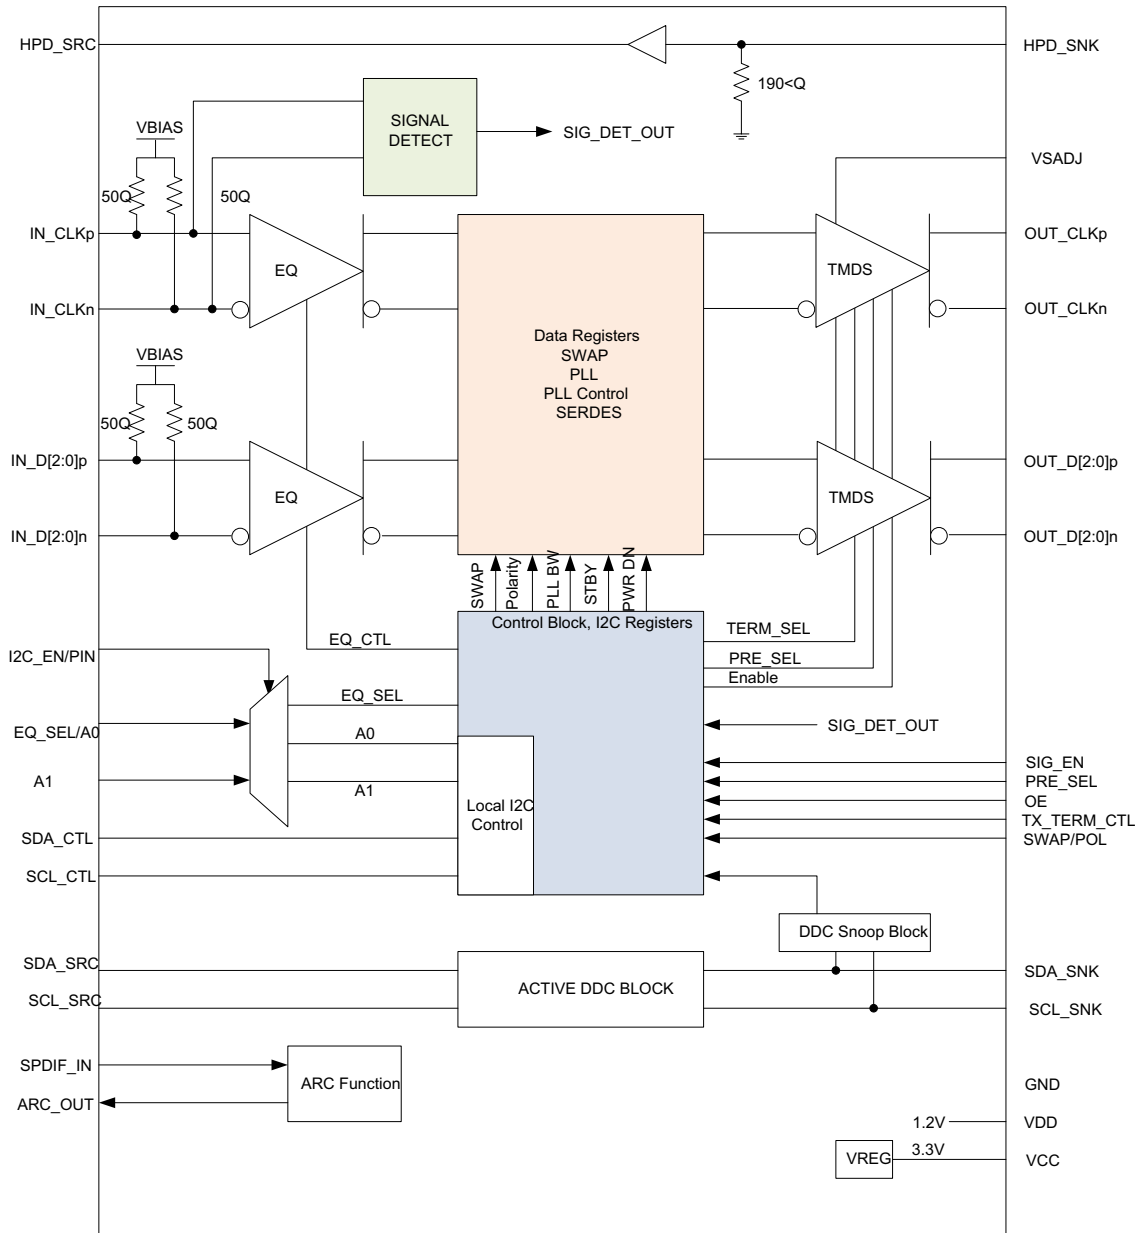 HPD_SRC
HPD_SNK
190<Q
SIGNAL
DETECT
SIG_DET_OUT
VBIAS
VSADJ
50Q
50Q
IN_CLKp
OUT_CLKp
EQ
TMDS
IN_CLKn
OUT_CLKn
Data Registers
SWAP
PLL
PLL Control
SERDES
VBIAS
50Q
50Q
IN_D[2:0]p
OUT_D[2:0]p
EQ
TMDS
IN_D[2:0]n
OUT_D[2:0]n
SWAP
Polarity
PLL BW
STBY
PWR DN
Control Block, I2C Registers
EQ_CTL
TERM_SEL
I2C_EN/PIN
PRE_SEL
Enable
EQ_SEL
EQ_SEL/A0
A0
SIG_DET_OUT
A1
A1
SIG_EN
PRE_SEL
OE
TX_TERM_CTL
SWAP/POL
Local I2C
Control
SDA_CTL
SCL_CTL
DDC Snoop Block
SDA_SRC
SDA_SNK
ACTIVE DDC BLOCK
SCL_SRC
SCL_SNK
SPDIF_IN
ARC Function
ARC_OUT
GND
1.2V
VDD
VREG
3.3V
VCC